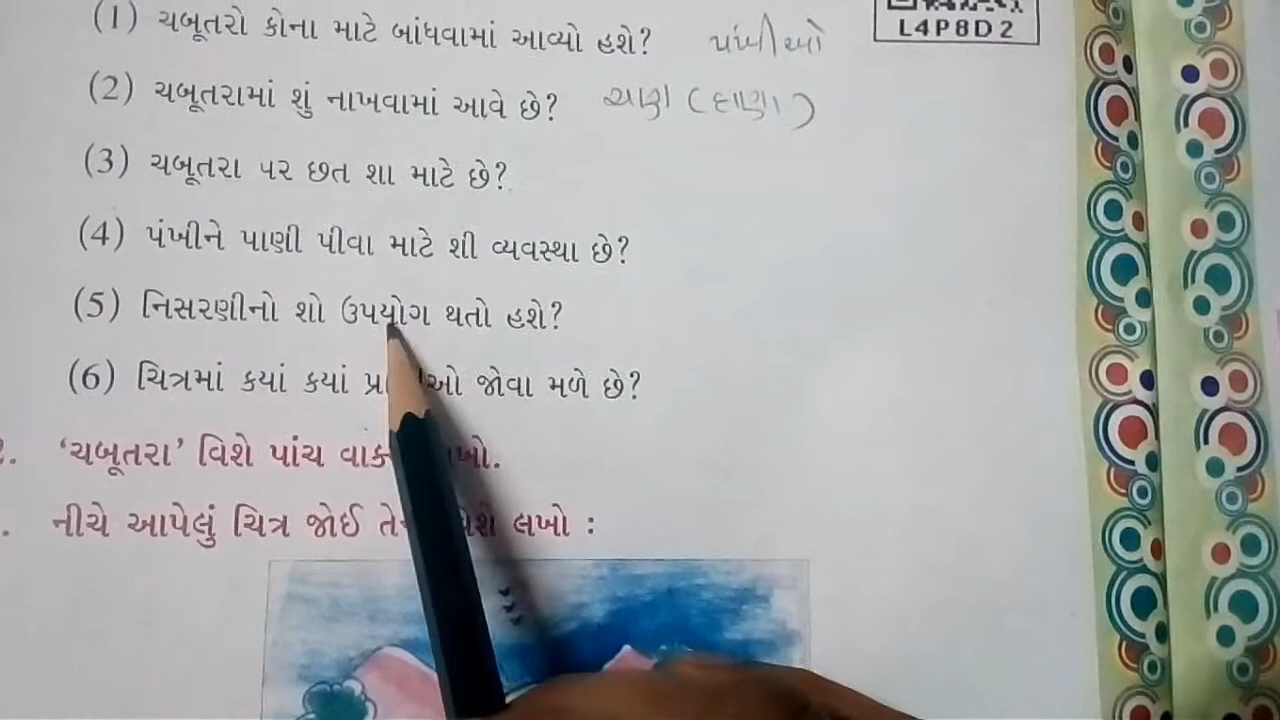 (1) ચબૂતરો કોના માટે બાંધવામાં આવ્યો હશે? પંખીઓ
L4P8D2
(2) ચબૂતરામાં શું નાખવામાં આવે છે? ચણ (દાણા)
(3) ચબૂતરા પર છત શા માટે છે?
(4) પંખીને પાણી પીવા માટે શી વ્યવસ્થા છે?
(5) નિસરણીનો શો ઉપયોગ થતો હશે?
(6) ચિત્રમાં કયાં કયાં જોવા મળે છે?
'ચબૂતરા' વિશે પાંચ
નીચે આપેલું ચિત્ર જોઈ લખો :